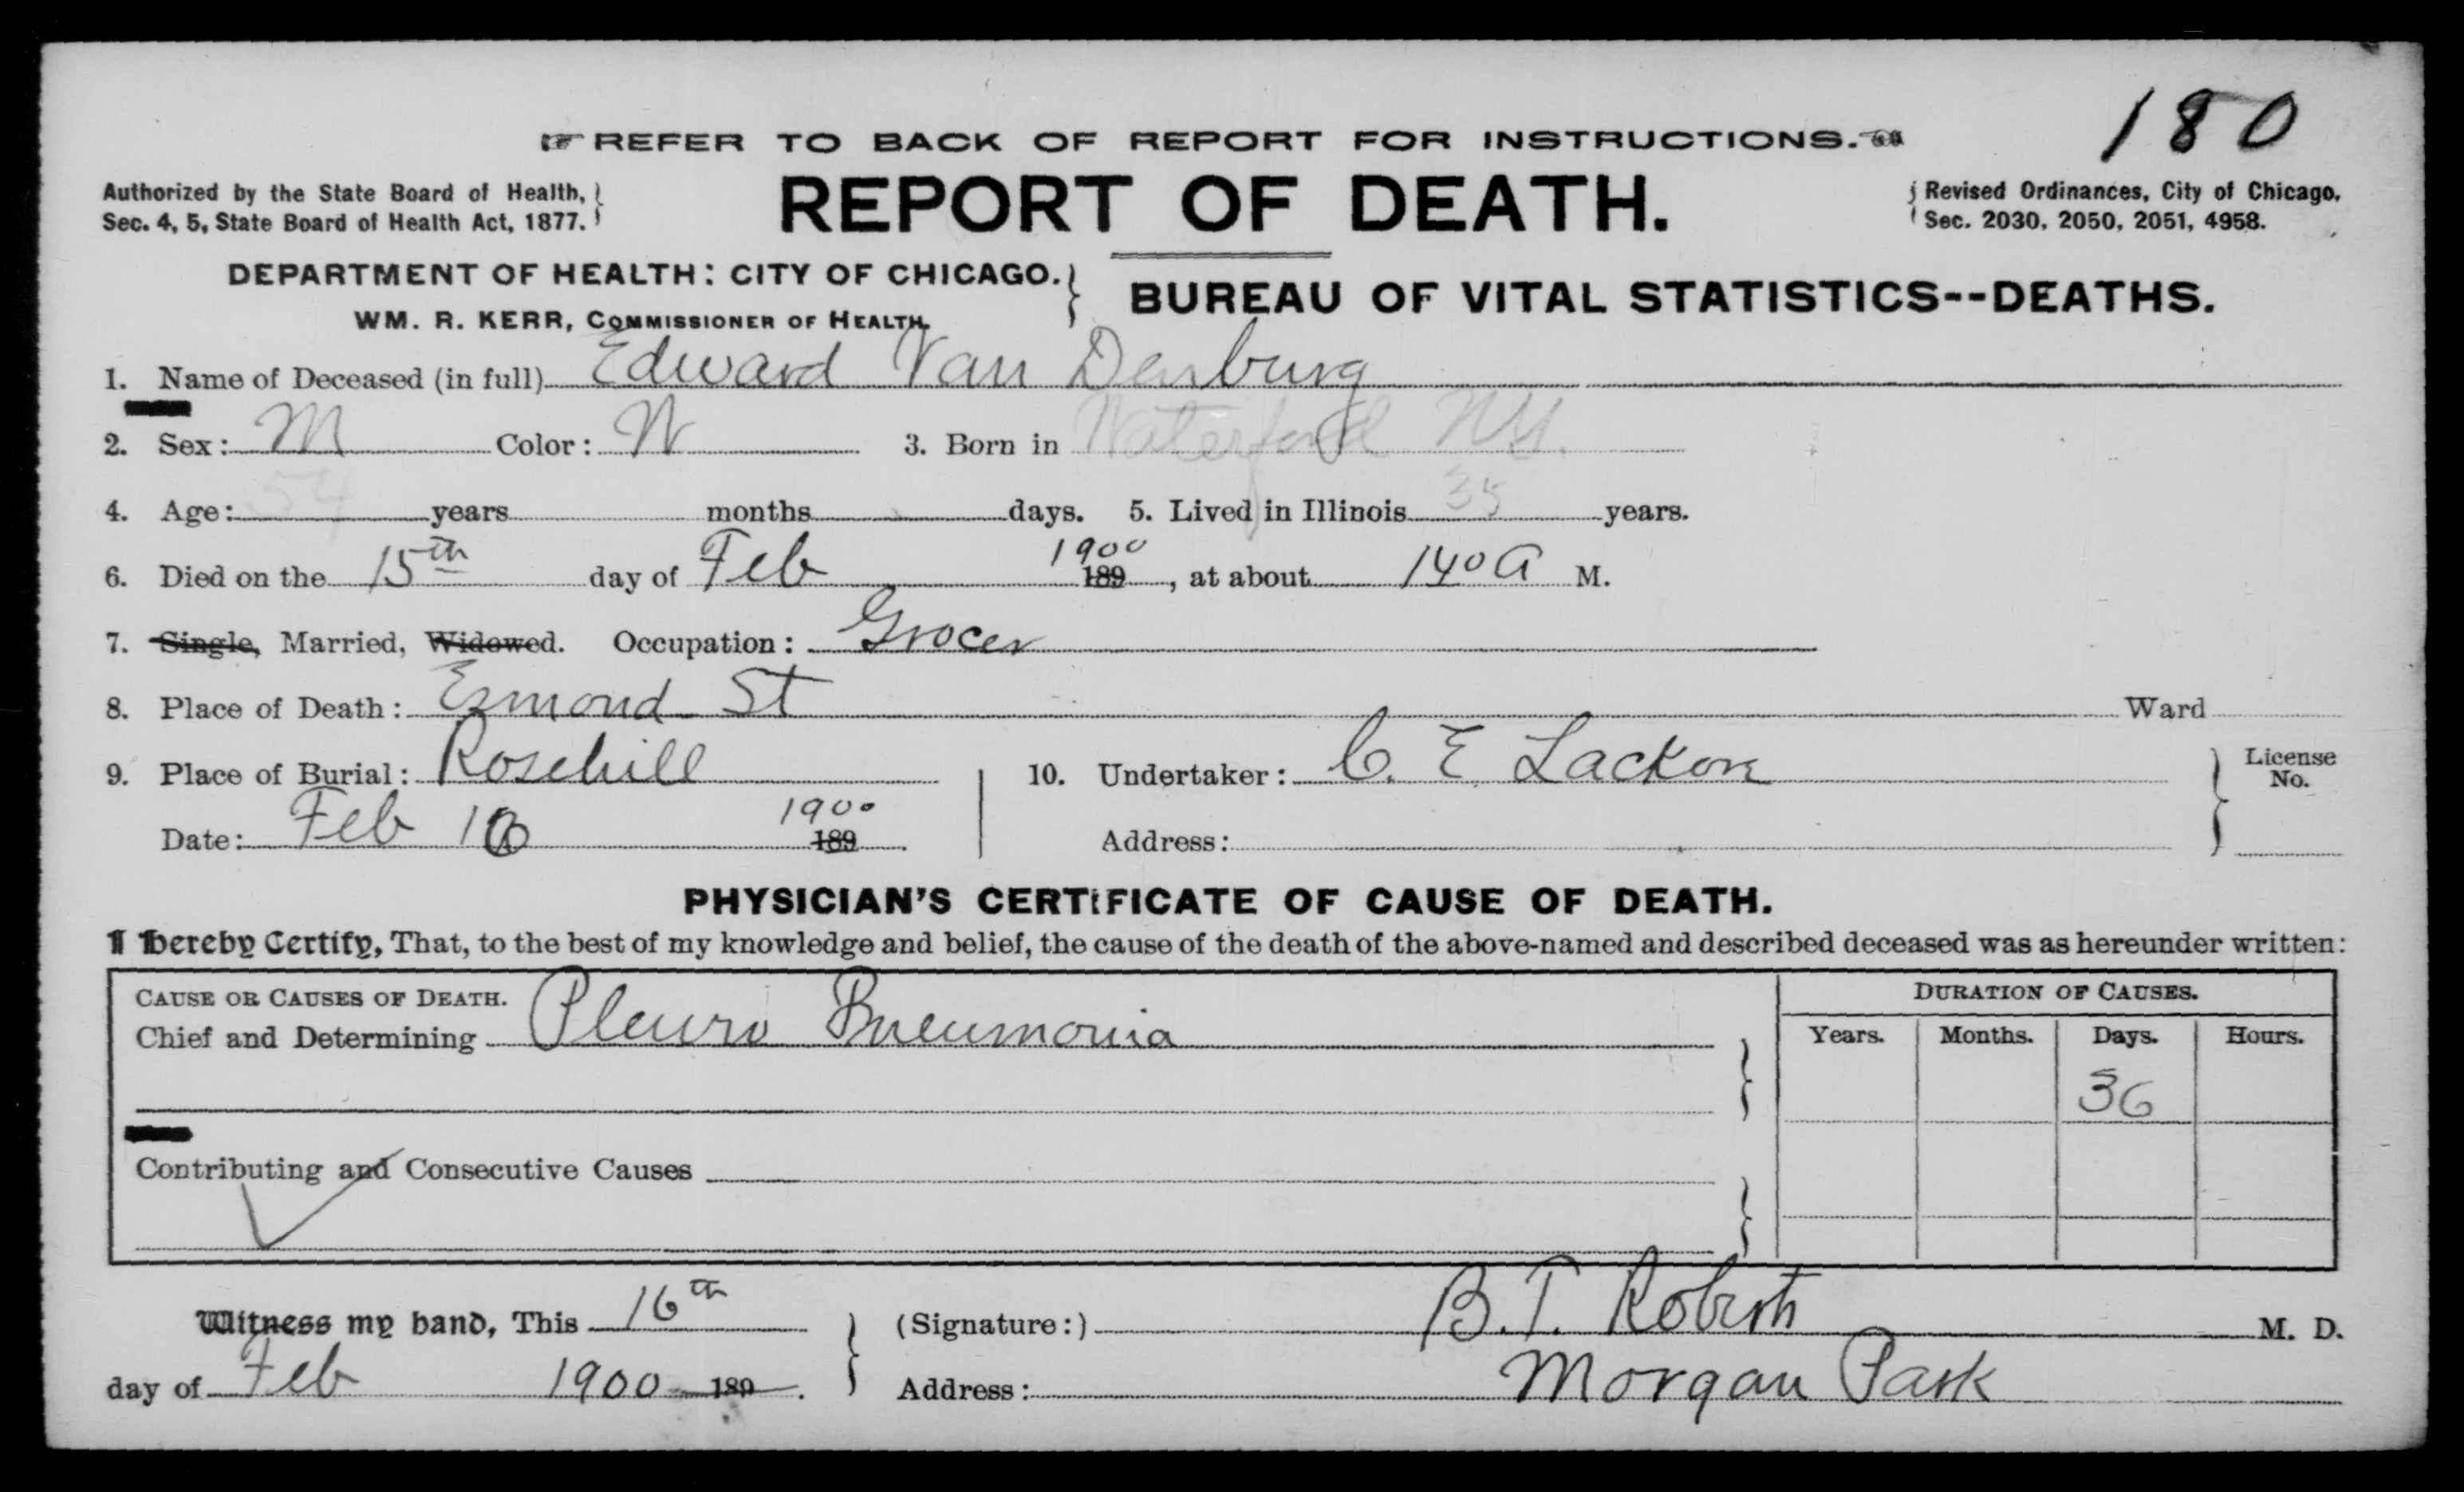 180
REFER TO BACK OF REPORT FOR INSTRUCTIONS.
Authorized by the State Board of Health,
Sec. 4, 5, State Board of Health Act, 1877.
REPORT OF DEATH.
Revised Ordinances, City of Chicago,
Sec. 2030, 2050, 2051, 4958.
DEPARTMENT OF HEALTH: CITY OF CHICAGO.
WM. R. KERR, COMMISSIONER OF HEALTH.
BUREAU OF VITAL STATISTICS--DEATHS.
1. Name of Deceased (in full) Edward Van Denburg
2. Sex: M Color: W 3. Born in Waterford NY.
4. Age: 54 years months days. 5. Lived in Illinois 35 years.
6. Died on the 15th day of Feb 1900 189 , at about 140 A M.
7. Single, Married, Widowed. Occupation: Grocer
8. Place of Death: Esmond St Ward
9. Place of Burial: Rosehill 10. Undertaker: C. E. License No.
Date: Feb 16 1900 189 . Address:
PHYSICIAN'S CERTIFICATE OF CAUSE OF DEATH.
I hereby Certify, That, to the best of my knowledge and belief, the cause of the death of the above-named and described deceased was as hereunder written:
CAUSE OR CAUSES OF DEATH. DURATION OF CAUSES.
Chief and Determining Pleuro Pneumonia Years. Months. Days. Hours.
36
Contributing and Consecutive Causes
Witness my hand, This 16th (Signature:) B. T. Roberts M. D.
day of Feb 1900 189 . Address: Morgan Park